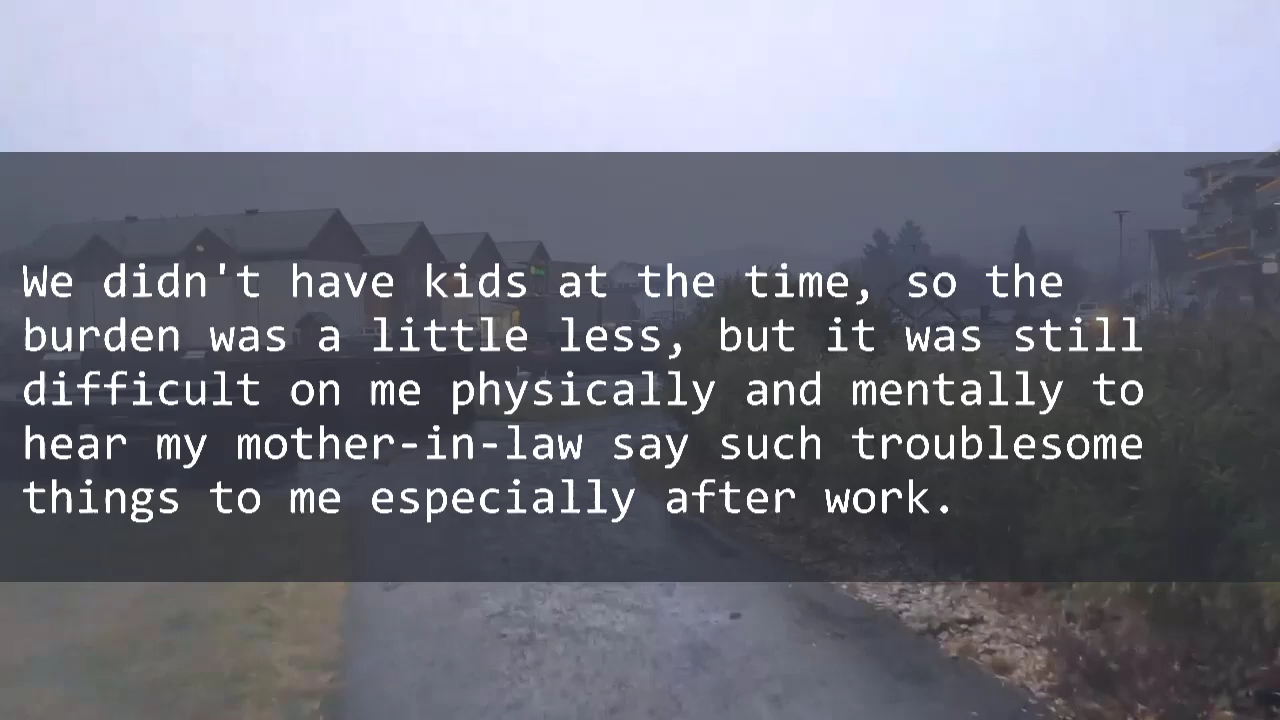 We didn't have kids at the time, so the
burden was a little less, but it was still
difficult on me physically and mentally to
hear my mother-in-law say such troublesome
things to me especially after work.